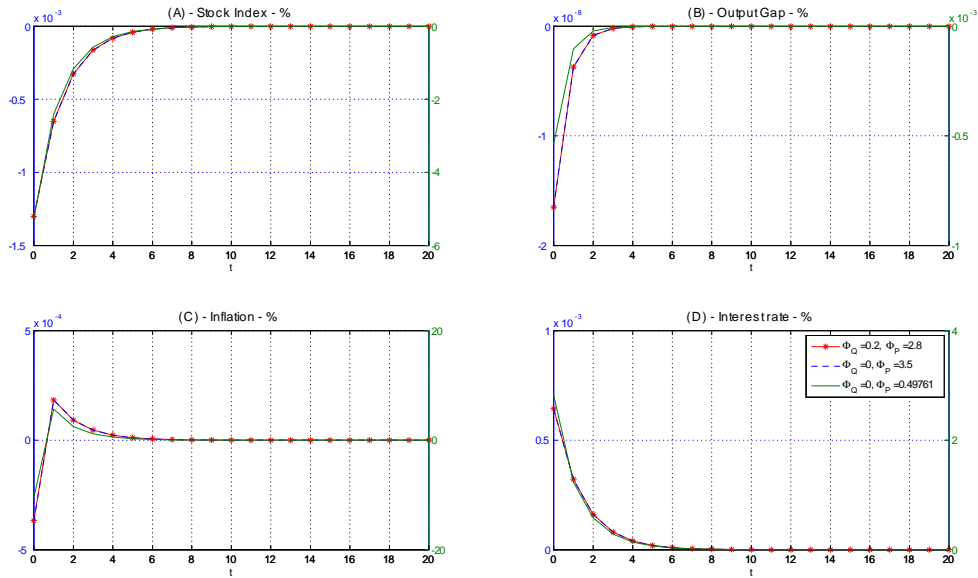 (A) - Stock Index - %
x 10^-3
0
-0.5
-1
-1.5
0
-2
-4
-6
0 2 4 6 8 10 12 14 16 18 20
t
(B) - Output Gap - %
x 10^-8
x 10^-3
0
-1
-2
0
-0.5
-1
0 2 4 6 8 10 12 14 16 18 20
t
(C) - Inflation - %
x 10^-4
5
0
-5
20
0
-20
0 2 4 6 8 10 12 14 16 18 20
t
(D) - Interest rate - %
x 10^-3
1
0.5
0
4
2
0
Φ_Q =0.2, Φ_P =2.8
Φ_Q =0, Φ_P =3.5
Φ_Q =0, Φ_P =0.49761
0 2 4 6 8 10 12 14 16 18 20
t